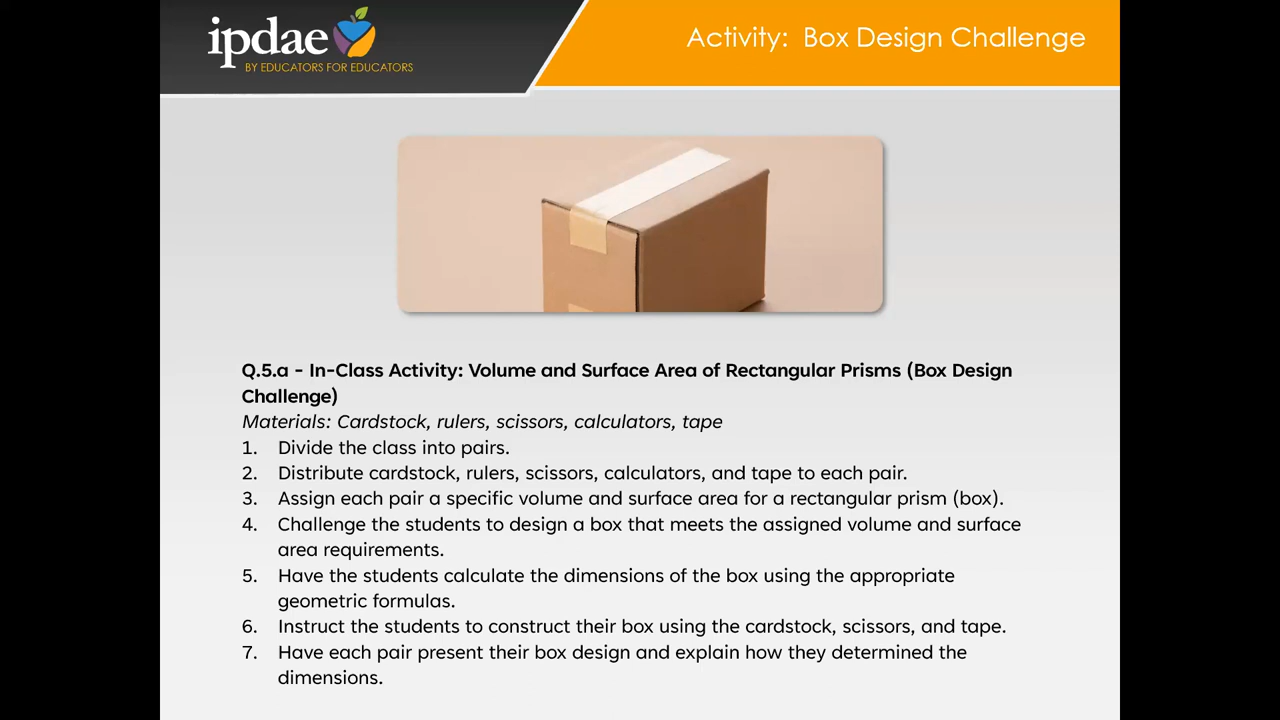 ipdae
BY EDUCATORS FOR EDUCATORS
Activity: Box Design Challenge
Q.5.a - In-Class Activity: Volume and Surface Area of Rectangular Prisms (Box Design
Challenge)
Materials: Cardstock, rulers, scissors, calculators, tape
1. Divide the class into pairs.
2. Distribute cardstock, rulers, scissors, calculators, and tape to each pair.
3. Assign each pair a specific volume and surface area for a rectangular prism (box).
4. Challenge the students to design a box that meets the assigned volume and surface
area requirements.
5. Have the students calculate the dimensions of the box using the appropriate
geometric formulas.
6. Instruct the students to construct their box using the cardstock, scissors, and tape.
7. Have each pair present their box design and explain how they determined the
dimensions.